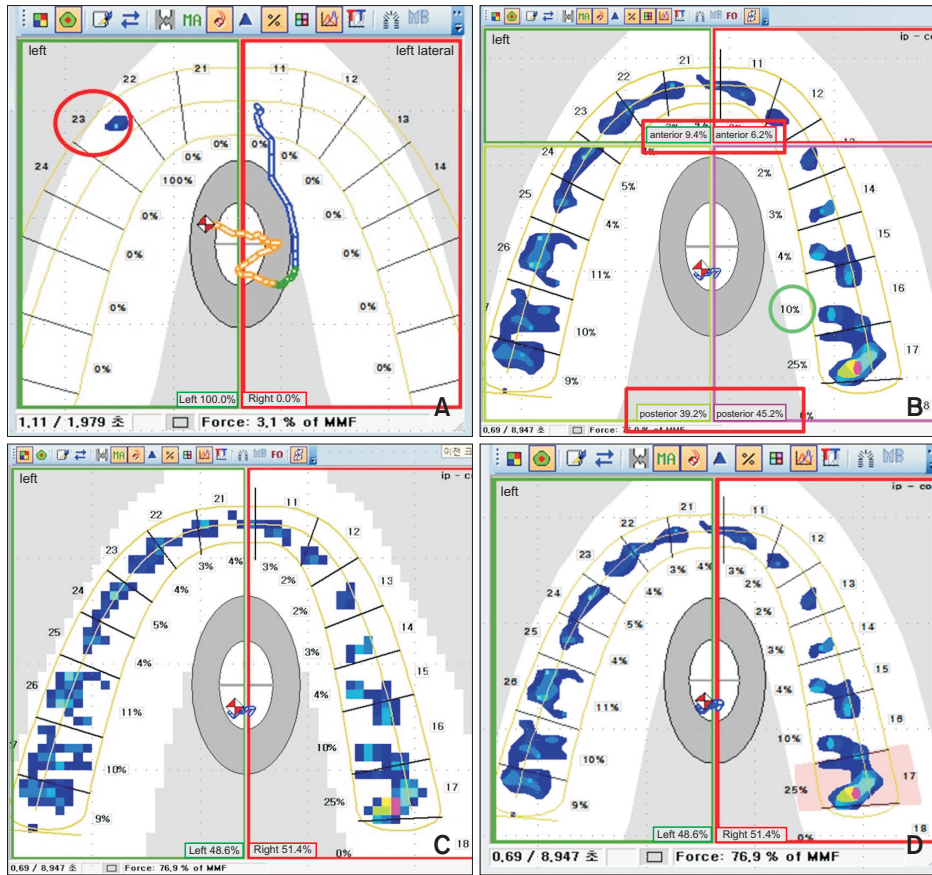 MA % MB
left
left lateral
21 11
22 12
23 13
24 14
0% 0%
0% 0%
100% 0%
0% 0%
0% 0%
0% 0%
0% 0%
0% 0%
Left 100.0% Right 0.0%
A
1,11 / 1,979 초 Force: 3,1 % of MMF
MA % MB FO
left
ip - co
21 11
22 12
23
anterior 9.4% anterior 6.2%
24
2%
5% 14
3%
4% 15
26 4%
11% 16
10%
10% 17
25%
9%
posterior 39.2% posterior 45.2%
B
0,69 / 8,947 초 Force: 76,9 % of MMF
MA % MB FO
left
ip - co
21 11
22 12
4% 3%
23 3% 2%
4% 13
24 2%
5% 14
25 3%
4% 15
26 4%
11% 16
10%
10% 17
25%
9%
18
Left 48.6% Right 51.4%
0%
C
0,69 / 8,947 초 Force: 76,9 % of MMF
MA % MB FO
left
ip - co
21 11
22 12
3% 4% 3%
23 4% 2%
13
24 2%
5% 14
25 3%
4% 15
26 4%
11% 16
10%
10% 17
25%
9%
18
Left 48.6% Right 51.4%
0%
D
0,69 / 8,947 초 Force: 76,9 % of MMF